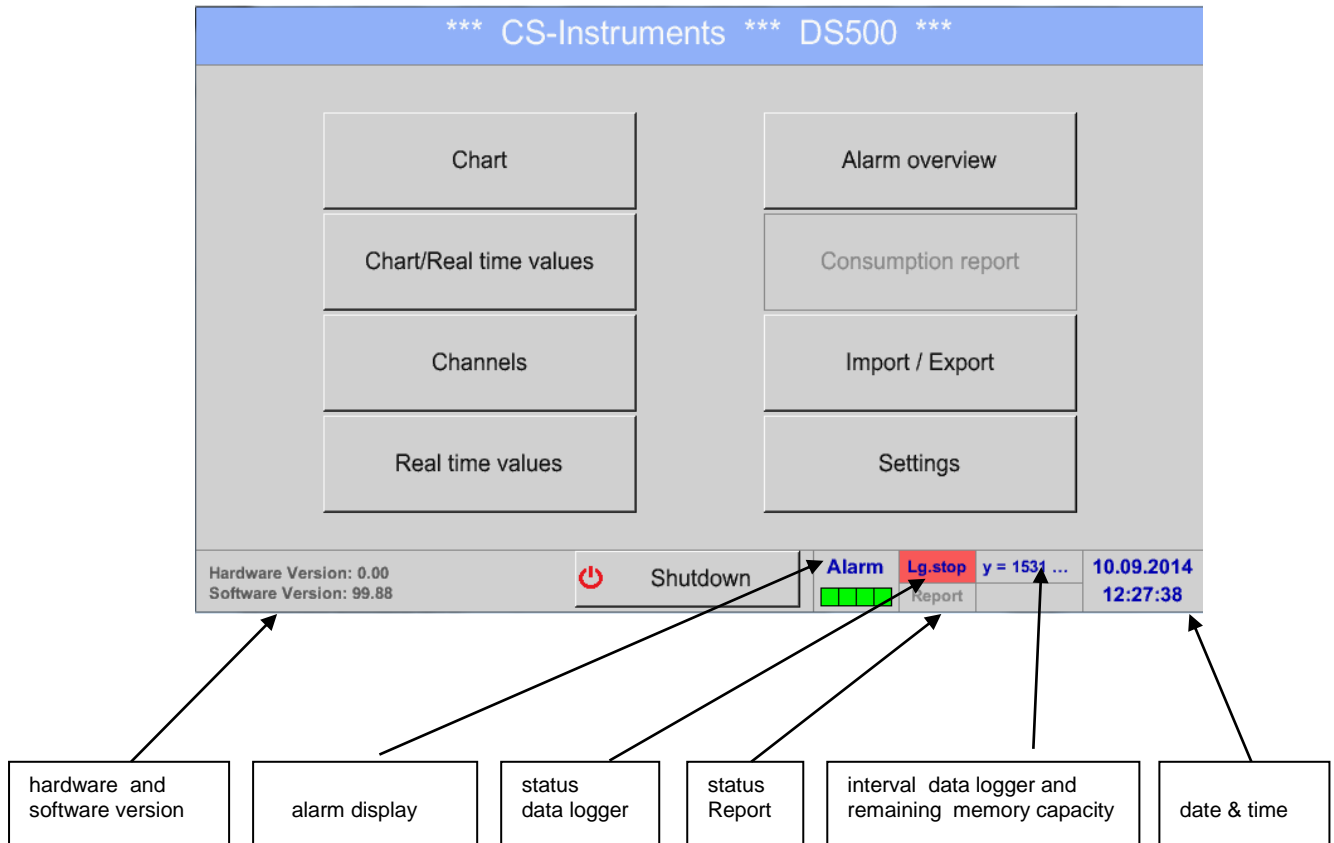 *** CS-Instruments *** DS500 ***
Chart
Alarm overview
Chart/Real time values
Consumption report
Channels
Import / Export
Real time values
Settings
Hardware Version: 0.00
Software Version: 99.88
Shutdown
Alarm
Lg.stop
y = 1531 ...
Report
10.09.2014
12:27:38
hardware and
software version
alarm display
status
data logger
status
Report
interval data logger and
remaining memory capacity
date & time